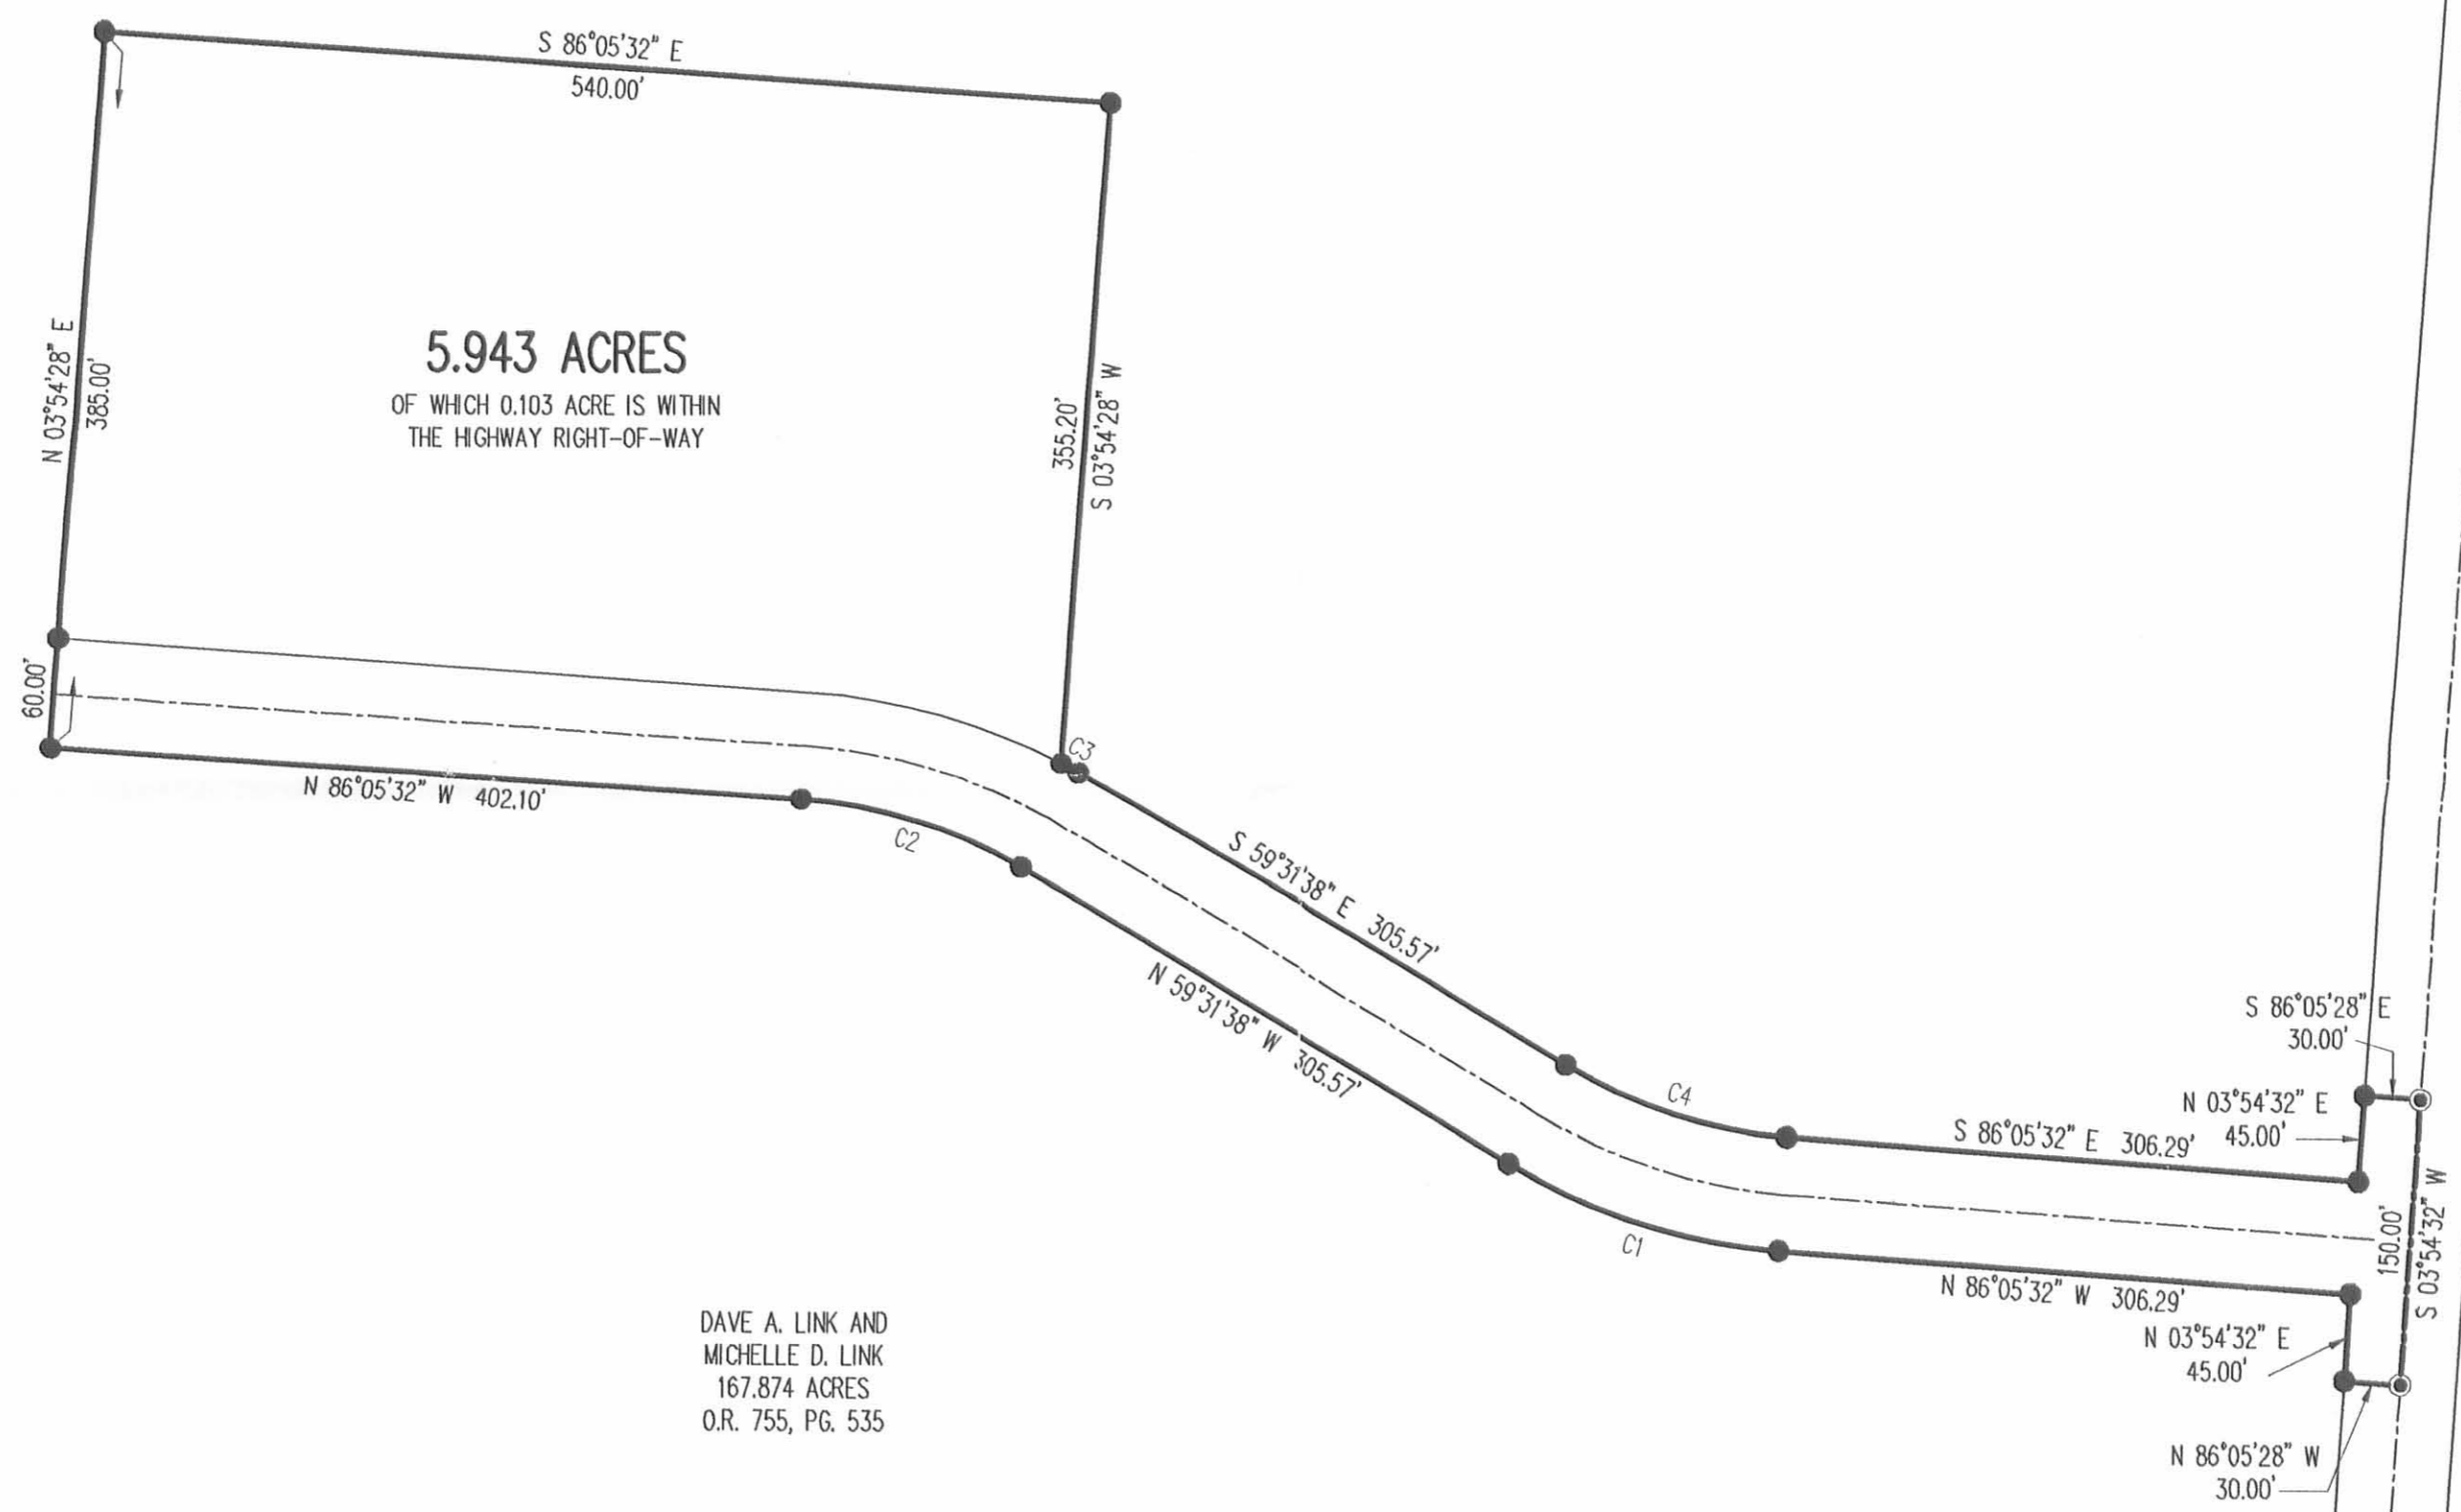 S 86°05'32" E
540.00'
N 03°54'28" E
385.00'
5.943 ACRES
OF WHICH 0.103 ACRE IS WITHIN
THE HIGHWAY RIGHT-OF-WAY
355.20'
S 03°54'28" W
60.00'
C3
N 86°05'32" W 402.10'
C2
S 59°31'38" E 305.57'
N 59°31'38" W 305.57'
S 86°05'28" E
30.00'
C4
N 03°54'32" E
45.00'
S 86°05'32" E 306.29'
C1
150.00'
S 03°54'32" W
N 86°05'32" W 306.29'
N 03°54'32" E
45.00'
DAVE A. LINK AND
MICHELLE D. LINK
167.874 ACRES
O.R. 755, PG. 535
N 86°05'28" W
30.00'